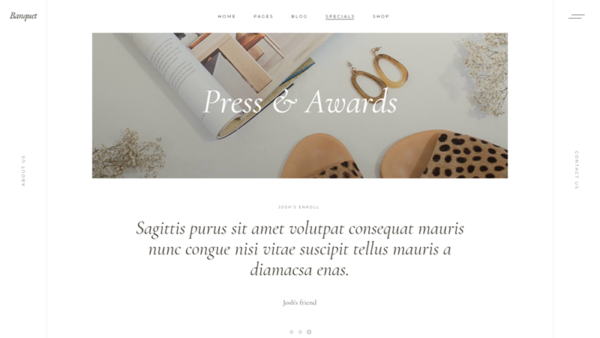 Banquet
HOME PAGES BLOG SPECIALS SHOP
Press & Awards
ABOUT US
CONTACT US
JOSH'S ENROLL
Sagittis purus sit amet volutpat consequat mauris
nunc congue nisi vitae suscipit tellus mauris a
diamacsa enas.
Josh's friend